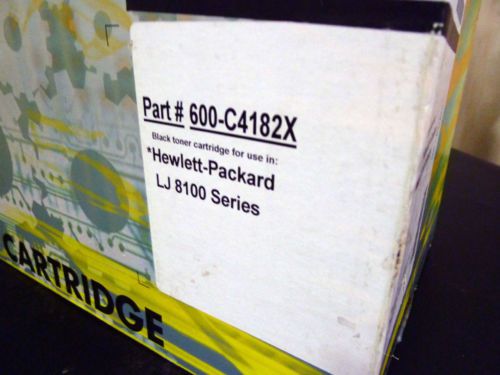 Part # 600-C4182X
Black toner cartridge for use in:
*Hewlett-Packard
LJ 8100 Series
CARTRIDGE